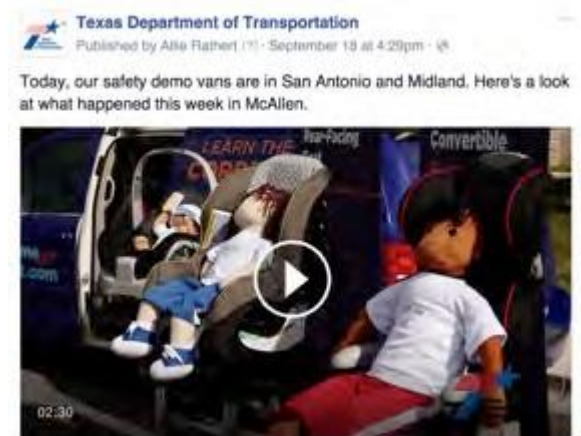 Texas Department of Transportation
Published by Allie Rathert [?] · September 18 at 4:29pm ·
Today, our safety demo vans are in San Antonio and Midland. Here's a look
at what happened this week in McAllen.
LEARN THE
Rear-Facing
Convertible
.com
02:30